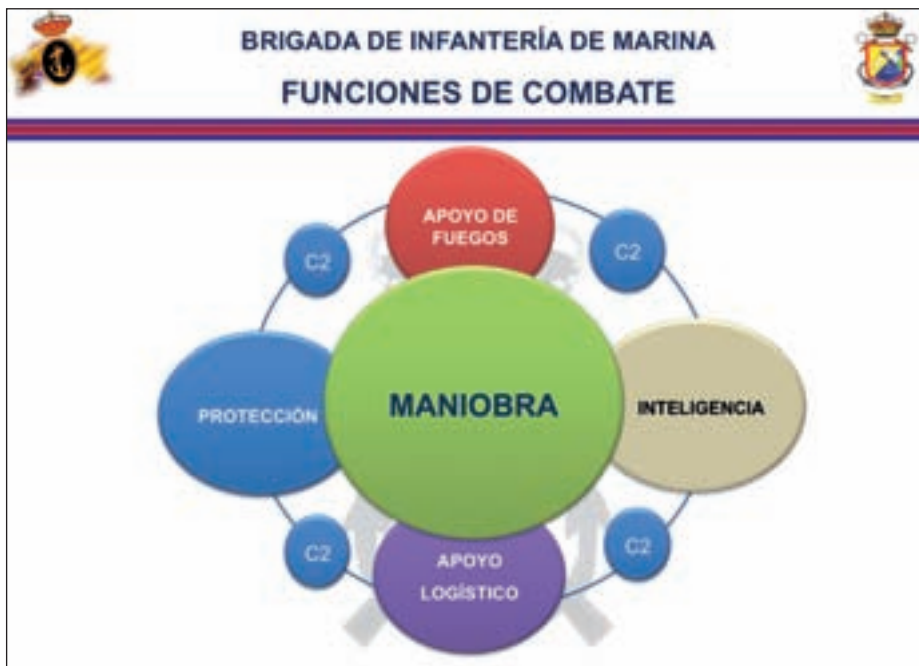 BRIGADA DE INFANTERÍA DE MARINA
FUNCIONES DE COMBATE
APOYO DE
FUEGOS
C2
C2
PROTECCIÓN
MANIOBRA
INTELIGENCIA
C2
C2
APOYO
LOGÍSTICO